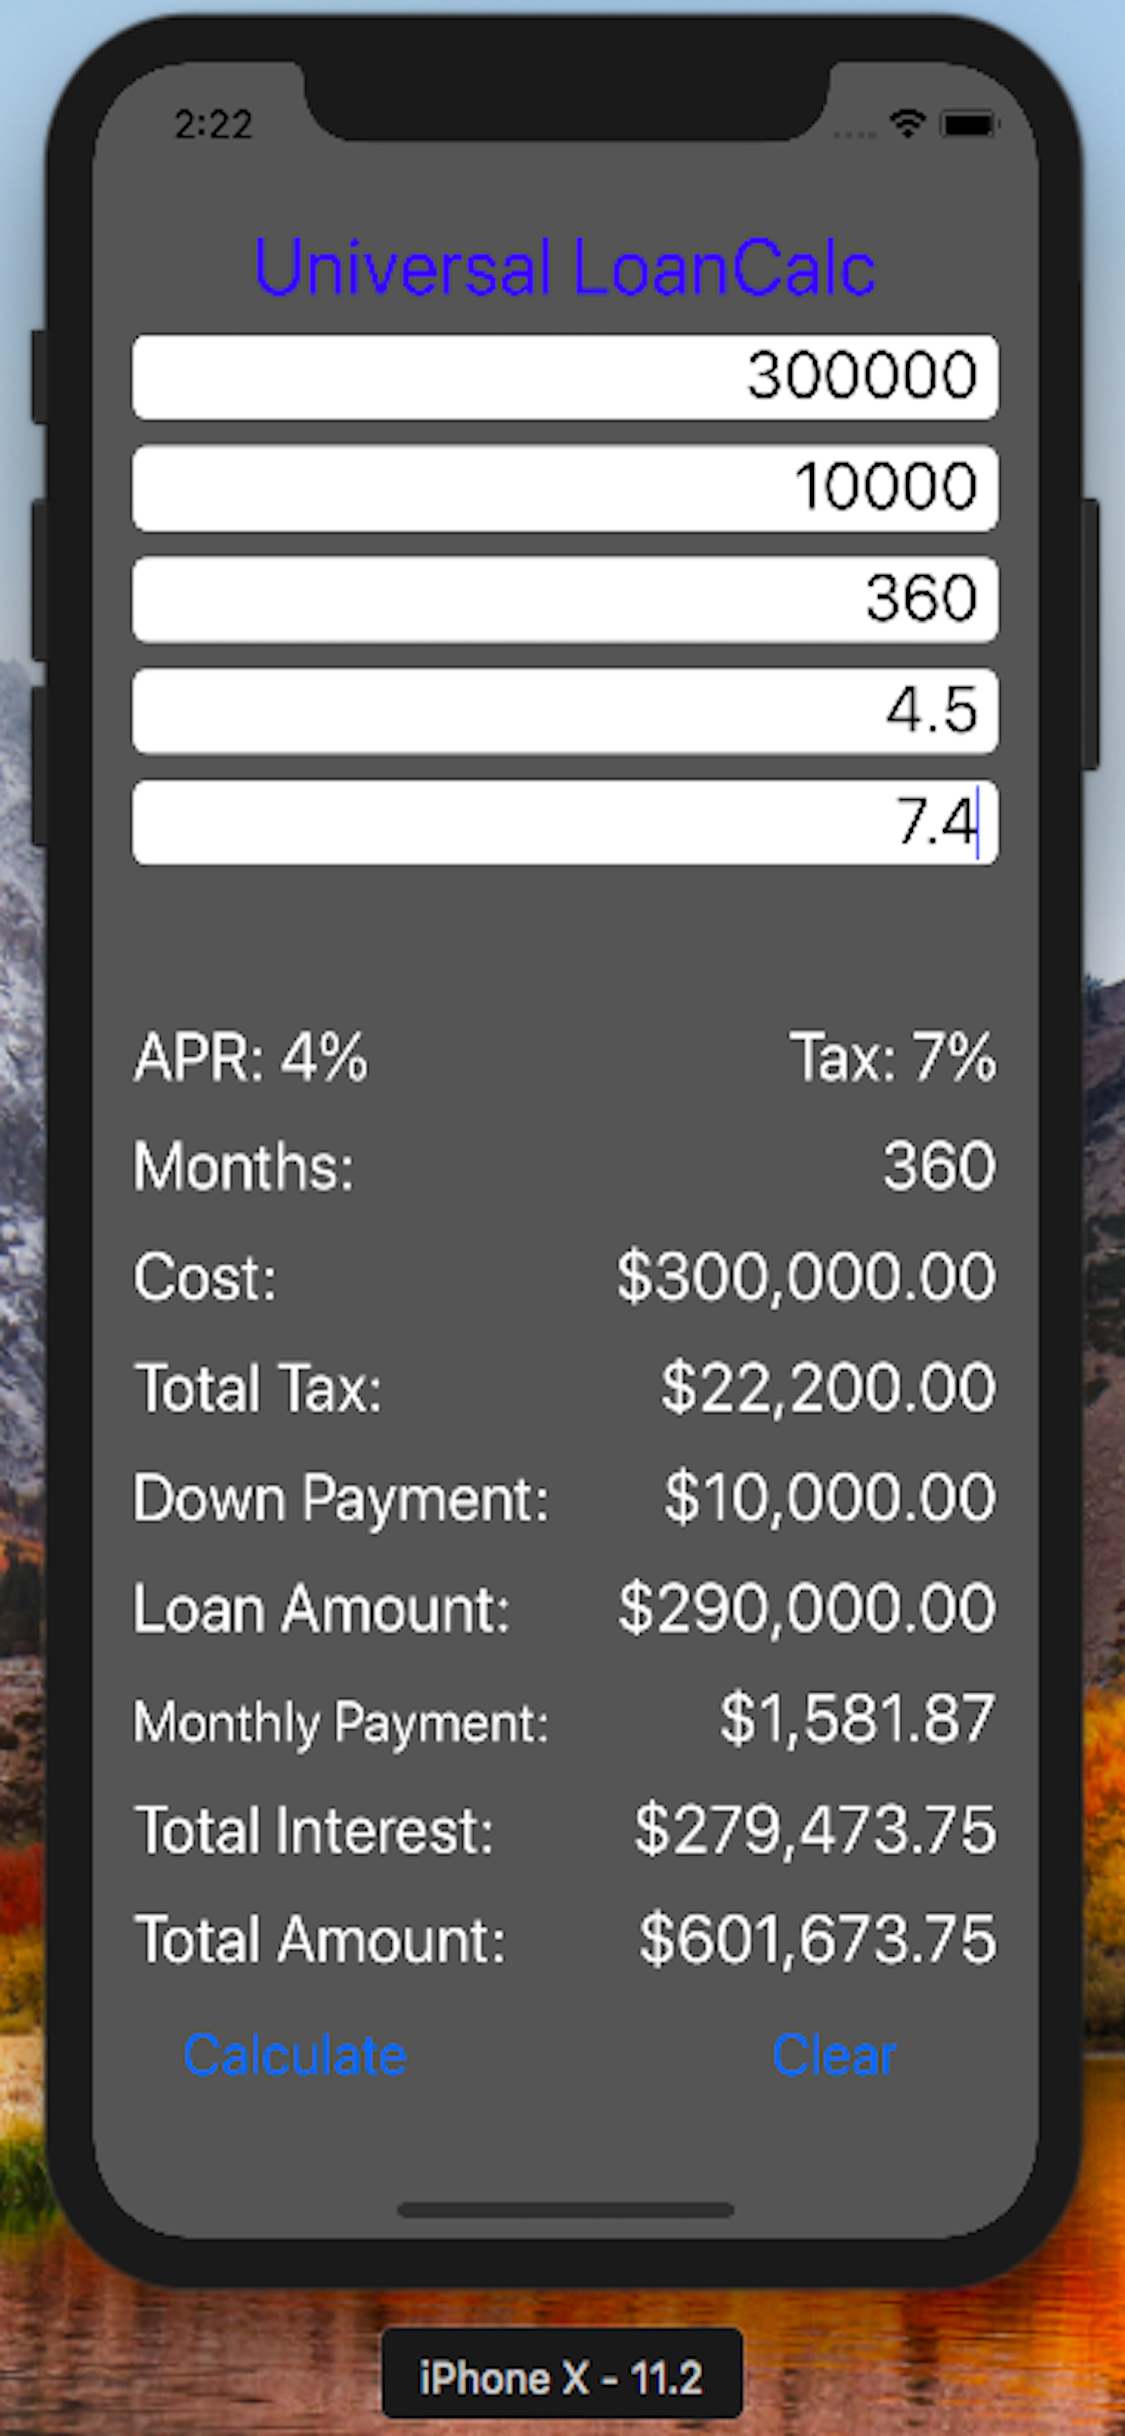 2:22
Universal LoanCalc
300000
10000
360
4.5
7.4
APR: 4% Tax: 7%
Months: 360
Cost: $300,000.00
Total Tax: $22,200.00
Down Payment: $10,000.00
Loan Amount: $290,000.00
Monthly Payment: $1,581.87
Total Interest: $279,473.75
Total Amount: $601,673.75
Calculate Clear
iPhone X - 11.2